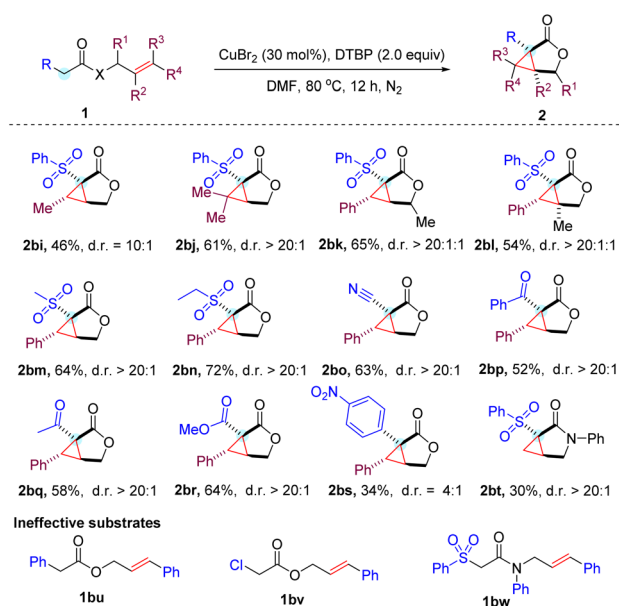 R
O
X
R¹
R³
R⁴
R²
1
CuBr₂ (30 mol%), DTBP (2.0 equiv)
DMF, 80 °C, 12 h, N₂
R
O
O
R³
R⁴
R²
R¹
2
Ph
O
S
O
O
O
Me
Ph
O
S
O
O
O
Me
Me
Ph
O
S
O
O
O
Ph
Me
Ph
O
S
O
O
O
Ph
Me
2bi, 46%, d.r. = 10:1
2bj, 61%, d.r. > 20:1
2bk, 65%, d.r. > 20:1:1
2bl, 54%, d.r. > 20:1:1
O
S
O
O
O
Ph
O
S
O
O
O
Ph
N
O
O
Ph
Ph
O
O
O
Ph
2bm, 64%, d.r. > 20:1
2bn, 72%, d.r. > 20:1
2bo, 63%, d.r. > 20:1
2bp, 52%, d.r. > 20:1
O
O
O
Ph
O
OMe
O
O
Ph
O₂N
O
O
Ph
Ph
O
S
O
O
N
Ph
2bq, 58%, d.r. > 20:1
2br, 64%, d.r. > 20:1
2bs, 34%, d.r. = 4:1
2bt, 30%, d.r. > 20:1
Ineffective substrates
Ph
O
O
Ph
Cl
O
O
Ph
Ph
O
S
O
O
N
Ph
Ph
1bu
1bv
1bw